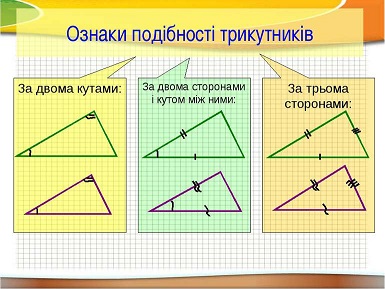 Ознаки подібності трикутників
За двома кутами:
За двома сторонами
і кутом між ними:
За трьома
сторонами: